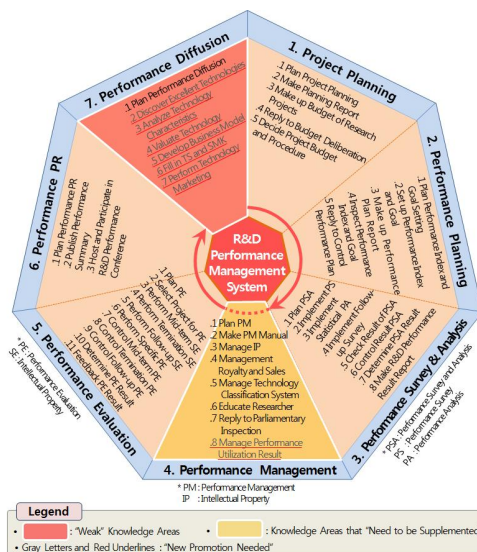 1. Project Planning
.1 Plan Project Planning
.2 Make Planning Report
.3 Make up Budget of Research
Projects
.4 Reply to Budget Deliberation
.5 Decide Project Budget
and Procedure
2. Performance Planning
.1 Plan Performance Index and
Goal Setting
.2 Set up Performance Index
and Goal
.3 Make up Performance
Plan Report
.4 Inspect Performance
Index and Goal
.5 Reply to Control
Performance Plan
3. Performance Survey & Analysis
.1 Plan PSA
.2 Implement PS
.3 Implement
Statistical PA
.4 Implement Follow-
up Survey
.5 Check Result of PSA
.6 Control Result PSA
.7 Determine PSA Result
.8 Make R&D Performance
Result Report
* PSA : Performance Survey and Analysis
PS : Performance Survey
PA : Performance Analysis
4. Performance Management
.1 Plan PM
.2 Make PM Manual
.3 Manage IP
.4 Management
Royalty and Sales
.5 Manage Technology
Classification System
.6 Educate Researcher
.7 Reply to Parliamentary
Inspection
.8 Manage Performance
Utilization Result
* PM : Performance Management
IP : Intellectual Property
5. Performance Evaluation
.1 Plan PE
.2 Select Project for PE
.3 Perform Mid-term SE
.4 Perform Termination SE
.5 Perform Follow-up SE
.6 Perform Specific SE
.7 Control Mid-term PE
.8 Control Termination PE
.9 Control Follow-up PE
.10 Determine PE Result
.11 Feedback PE Result
* PE : Performance Evaluation
SE : Intellectual Property
6. Performance PR
.1 Plan Performance PR
.2 Publish Performance
Summary
.3 Host and Participate in
R&D Performance
Conference
7. Performance Diffusion
.1 Plan Performance Diffusion
.2 Discover Excellent Technologies
.3 Analyze Technology
Characteristics
.4 Valuate Technology
.5 Develop Business Model
.6 Fill in TS and SMK
.7 Perform Technology
Marketing
R&D
Performance
Management
System
Legend
• : "Weak" Knowledge Areas • : Knowledge Areas that "Need to be Supplemented"
• Gray Letters and Red Underlines : "New Promotion Needed"